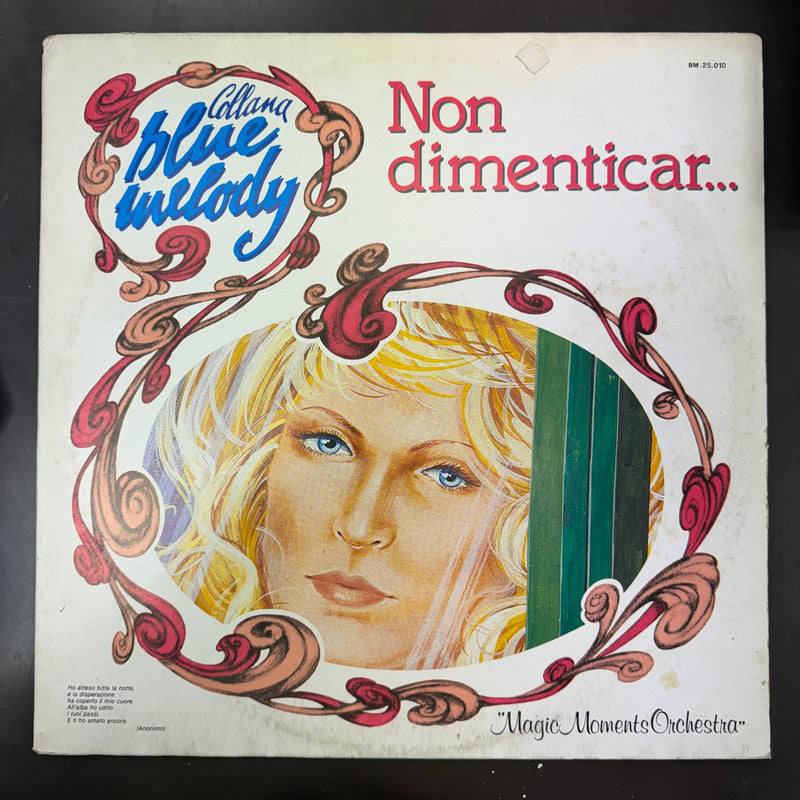 Collana
blue
melody
BM. 25.010
Non
dimenticar...
Ho atteso tutta la notte,
e la disperazione
ha coperto il mio cuore.
All'alba ho udito
i tuoi passi.
E ti ho amato ancora.
(Anonimo)
"Magic Moments Orchestra"